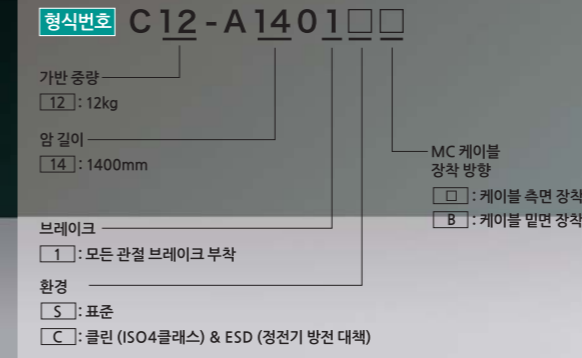 형식번호 C12-A1401□□
가반 중량
12 : 12kg
암 길이
14 : 1400mm
MC 케이블
장착 방향
□ : 케이블 측면 장착
B : 케이블 밑면 장착
브레이크
1 : 모든 관절 브레이크 부착
환경
S : 표준
C : 클린 (ISO4클래스) & ESD (정전기 방전 대책)